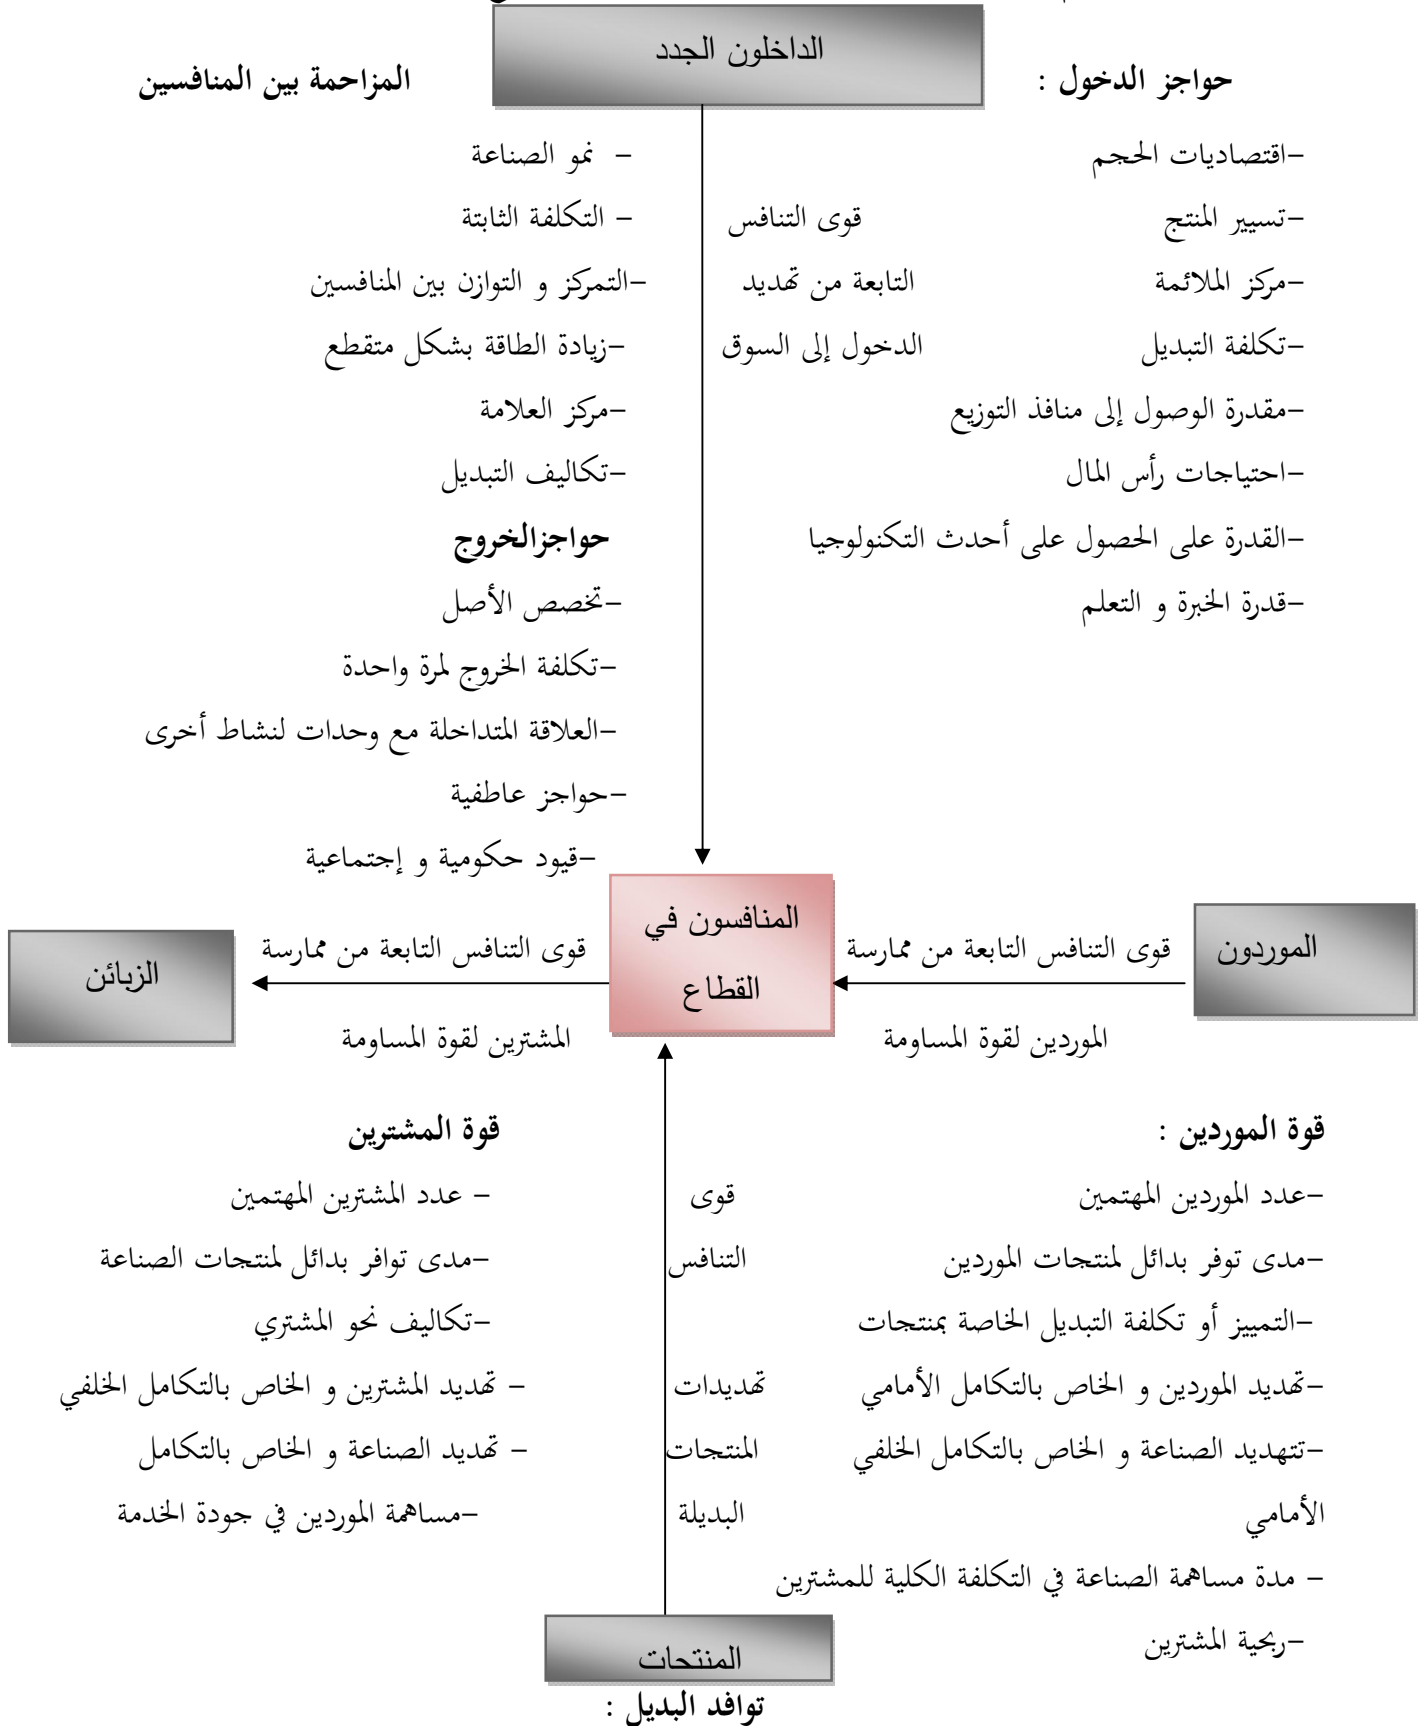 الداخلون الجدد
حواجز الدخول :
المزاحمة بين المنافسين
-اقتصاديات الحجم
-تسيير المنتج
-مركز الملائمة
-تكلفة التبديل
-مقدرة الوصول إلى منافذ التوزيع
-احتياجات رأس المال
-القدرة على الحصول على أحدث التكنولوجيا
-قدرة الخبرة و التعلم
قوى التنافس
التابعة من تهديد
الدخول إلى السوق
- نمو الصناعة
- التكلفة الثابتة
-التمركز و التوازن بين المنافسين
-زيادة الطاقة بشكل متقطع
-مركز العلامة
-تكاليف التبديل
حواجزالخروج
-تخصص الأصل
-تكلفة الخروج لمرة واحدة
-العلاقة المتداخلة مع وحدات لنشاط أخرى
-حواجز عاطفية
-قيود حكومية و إجتماعية
الموردون
قوى التنافس التابعة من ممارسة
الموردين لقوة المساومة
المنافسون في
القطاع
قوى التنافس التابعة من ممارسة
المشترين لقوة المساومة
الزبائن
قوة الموردين :
-عدد الموردين المهتمين
-مدى توفر بدائل لمنتجات الموردين
-التمييز أو تكلفة التبديل الخاصة بمنتجات
-تهديد الموردين و الخاص بالتكامل الأمامي
-تتهديد الصناعة و الخاص بالتكامل الخلفي
الأمامي
- مدة مساهمة الصناعة في التكلفة الكلية للمشترين
-ربحية المشترين
قوى
التنافس
تهديدات
المنتجات
البديلة
قوة المشترين
- عدد المشترين المهتمين
-مدى توافر بدائل لمنتجات الصناعة
-تكاليف نحو المشتري
- تهديد المشترين و الخاص بالتكامل الخلفي
- تهديد الصناعة و الخاص بالتكامل
-مساهمة الموردين في جودة الخدمة
المنتجات
توافد البديل :